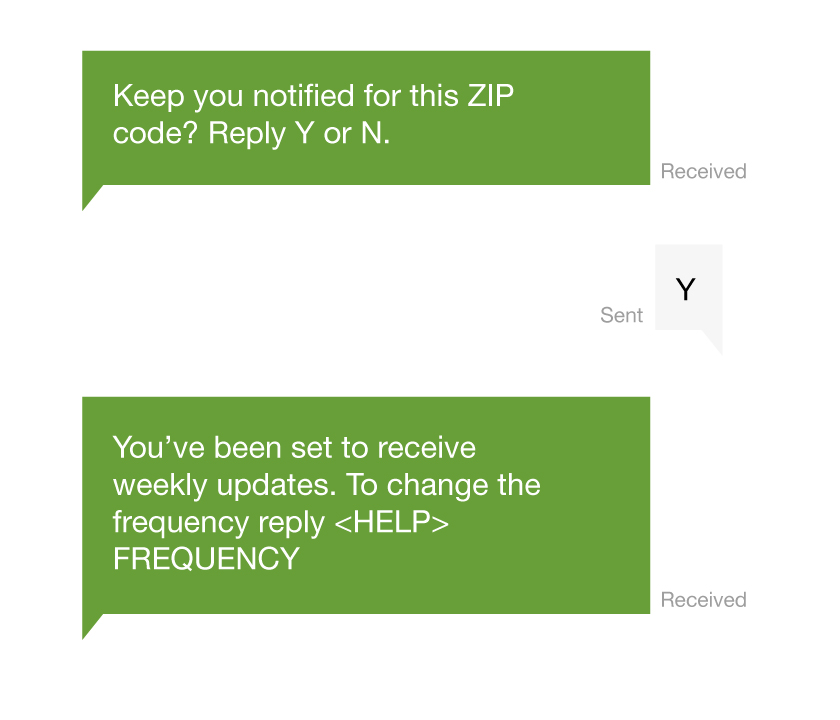 Keep you notified for this ZIP
code? Reply Y or N.
Received
Y
Sent
You’ve been set to receive
weekly updates. To change the
frequency reply <HELP>
FREQUENCY
Received